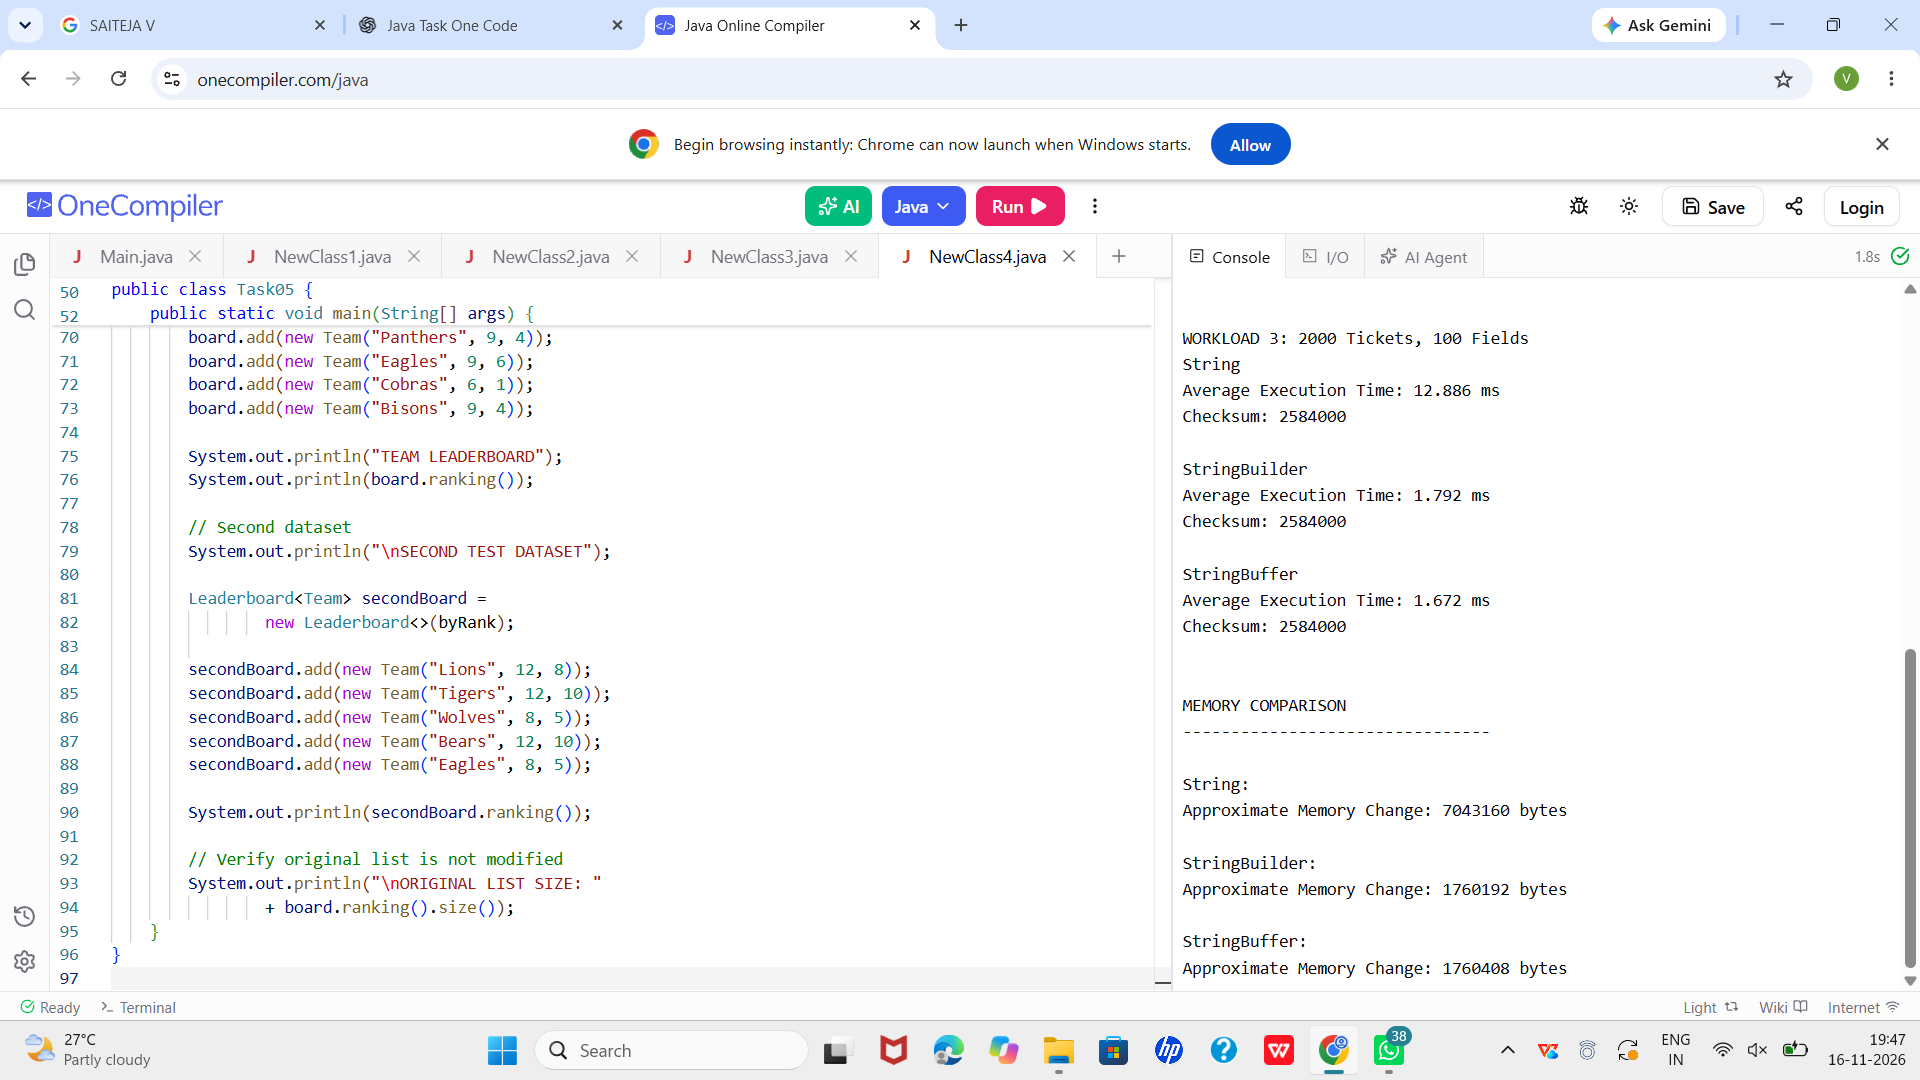 SAITEJA V
Java Task One Code
Java Online Compiler
Ask Gemini
onecompiler.com/java
V
Begin browsing instantly: Chrome can now launch when Windows starts.
Allow
</> OneCompiler
AI
Java
Run
Save
Login
J Main.java
J NewClass1.java
J NewClass2.java
J NewClass3.java
J NewClass4.java
Console
I/O
AI Agent
1.8s
50 public class Task05 {
52 public static void main(String[] args) {
70 board.add(new Team("Panthers", 9, 4));
71 board.add(new Team("Eagles", 9, 6));
72 board.add(new Team("Cobras", 6, 1));
73 board.add(new Team("Bisons", 9, 4));
74
75 System.out.println("TEAM LEADERBOARD");
76 System.out.println(board.ranking());
77
78 // Second dataset
79 System.out.println("\nSECOND TEST DATASET");
80
81 Leaderboard<Team> secondBoard =
82 new Leaderboard<>(byRank);
83
84 secondBoard.add(new Team("Lions", 12, 8));
85 secondBoard.add(new Team("Tigers", 12, 10));
86 secondBoard.add(new Team("Wolves", 8, 5));
87 secondBoard.add(new Team("Bears", 12, 10));
88 secondBoard.add(new Team("Eagles", 8, 5));
89
90 System.out.println(secondBoard.ranking());
91
92 // Verify original list is not modified
93 System.out.println("\nORIGINAL LIST SIZE: "
94 + board.ranking().size());
95 }
96 }
97
WORKLOAD 3: 2000 Tickets, 100 Fields
String
Average Execution Time: 12.886 ms
Checksum: 2584000
StringBuilder
Average Execution Time: 1.792 ms
Checksum: 2584000
StringBuffer
Average Execution Time: 1.672 ms
Checksum: 2584000
MEMORY COMPARISON
--------------------------------
String:
Approximate Memory Change: 7043160 bytes
StringBuilder:
Approximate Memory Change: 1760192 bytes
StringBuffer:
Approximate Memory Change: 1760408 bytes
Ready
Terminal
Light
Wiki
Internet
27°C
Partly cloudy
Search
38
ENG
IN
19:47
16-11-2026